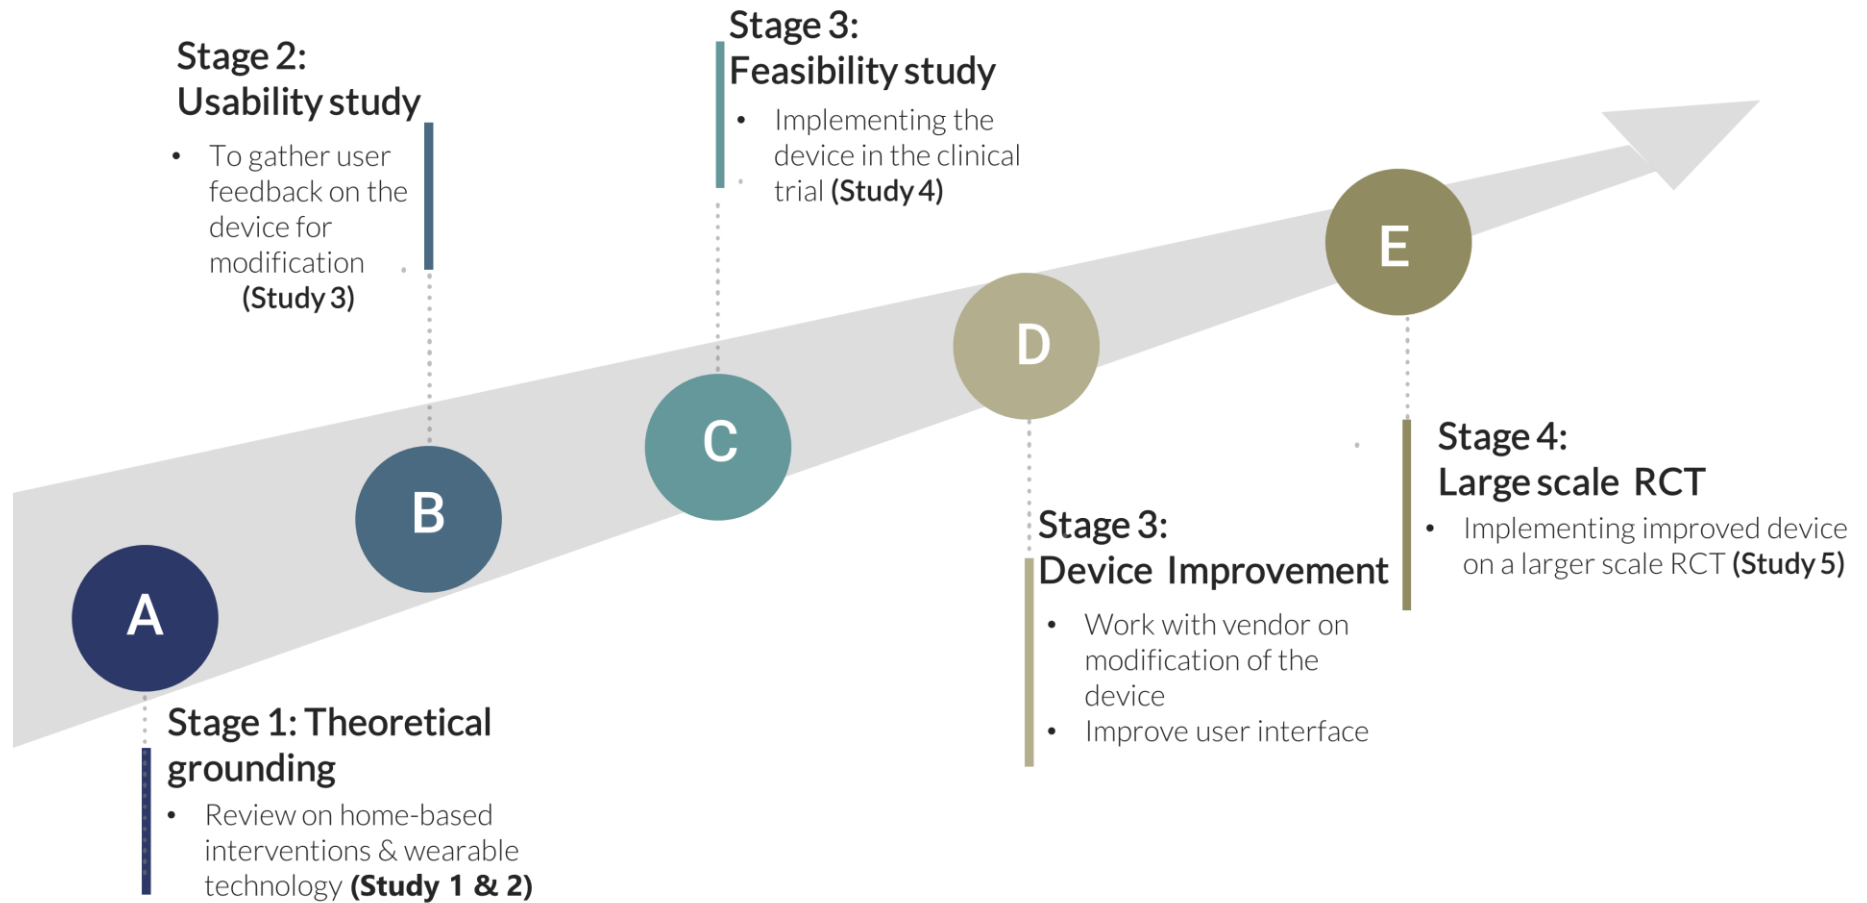 Stage 2:
Usability study
• To gather user
feedback on the
device for
modification
(Study 3)
Stage 3:
Feasibility study
• Implementing the
device in the clinical
trial (Study 4)
A
B
C
D
E
Stage 1: Theoretical
grounding
• Review on home-based
interventions & wearable
technology (Study 1 & 2)
Stage 3:
Device Improvement
• Work with vendor on
modification of the
device
• Improve user interface
Stage 4:
Large scale RCT
• Implementing improved device
on a larger scale RCT (Study 5)